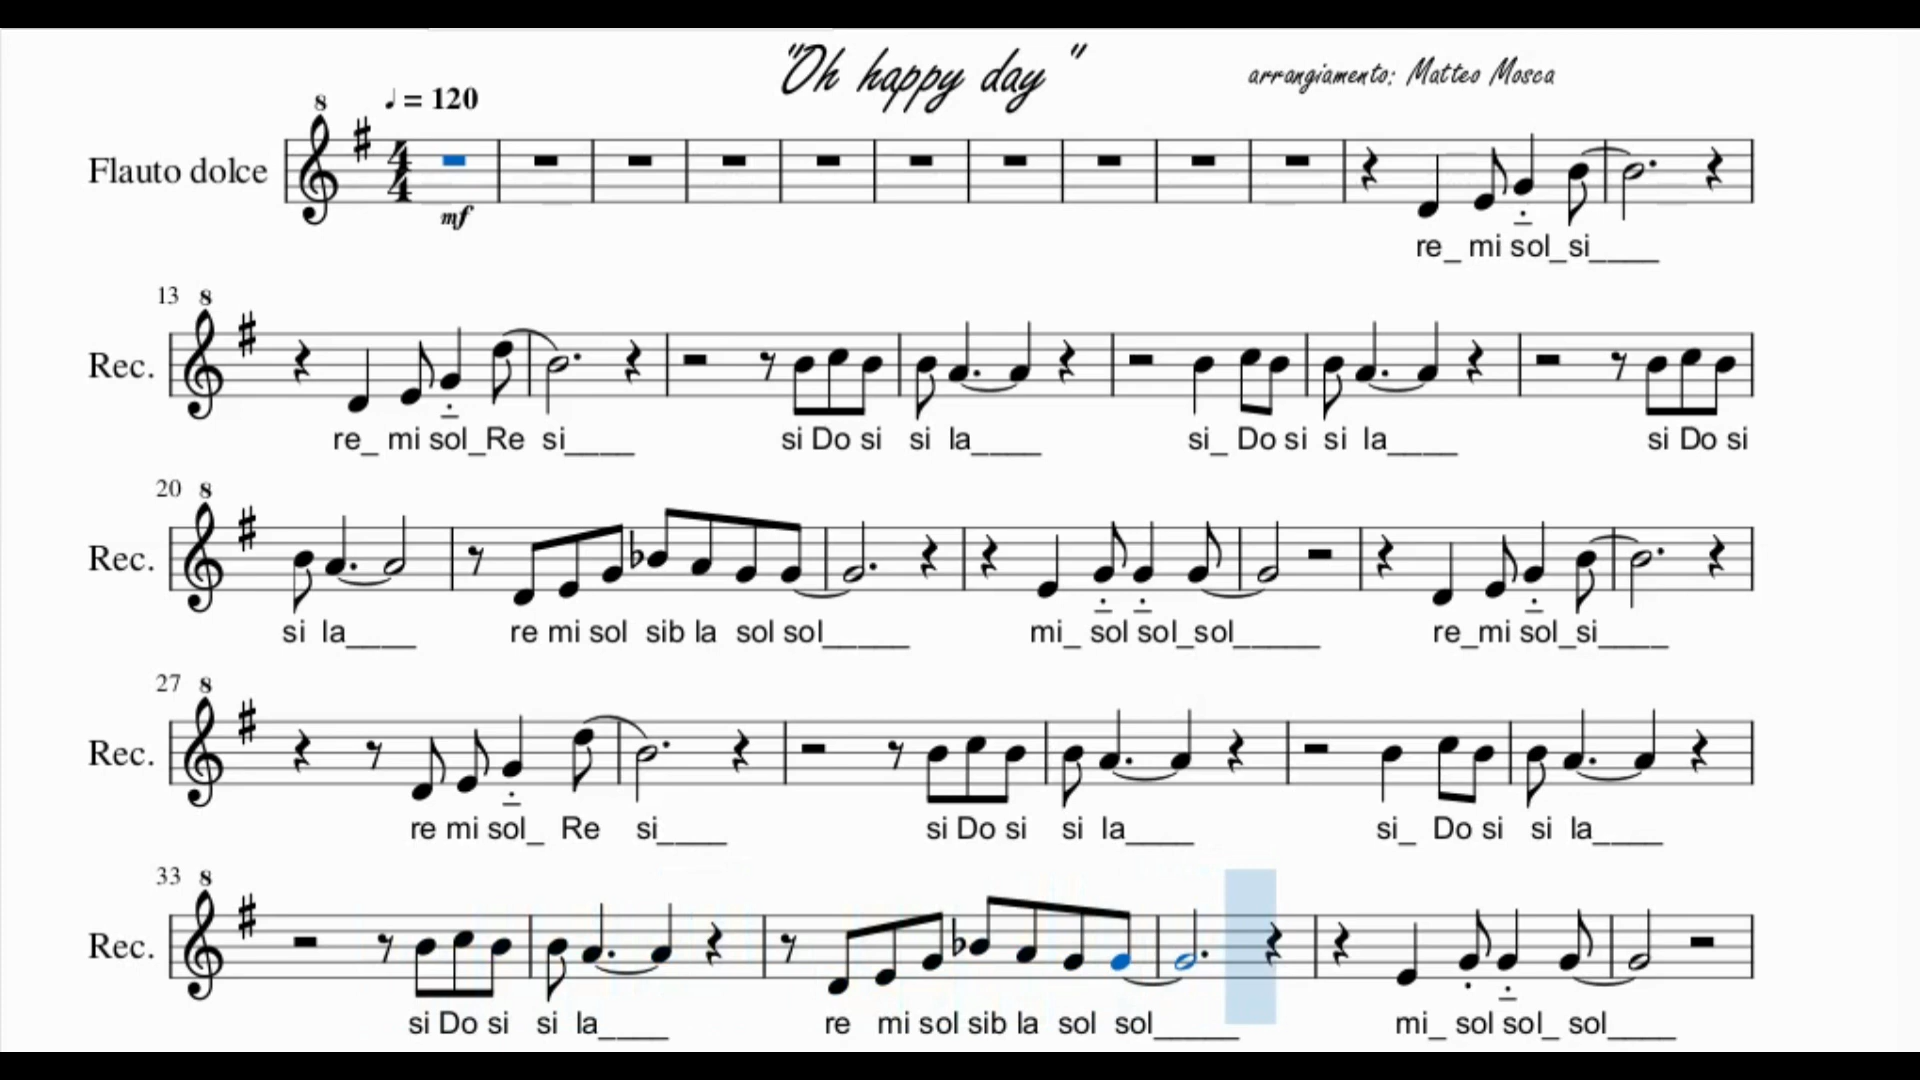 "Oh happy day"
arrangiamento: Matteo Mosca
♩ = 120
8
Flauto dolce
4/4
mf
re_ mi sol_si____
13 8
Rec.
re_ mi sol_Re si____ si Do si si la____ si_ Do si si la____ si Do si
20 8
Rec.
si la____ re mi sol sib la sol sol_____ mi_ sol sol_sol_____ re_mi sol_si____
27 8
Rec.
re mi sol_ Re si____ si Do si si la____ si_ Do si si la____
33 8
Rec.
si Do si si la____ re mi sol sib la sol sol_____ mi_ sol sol_ sol____